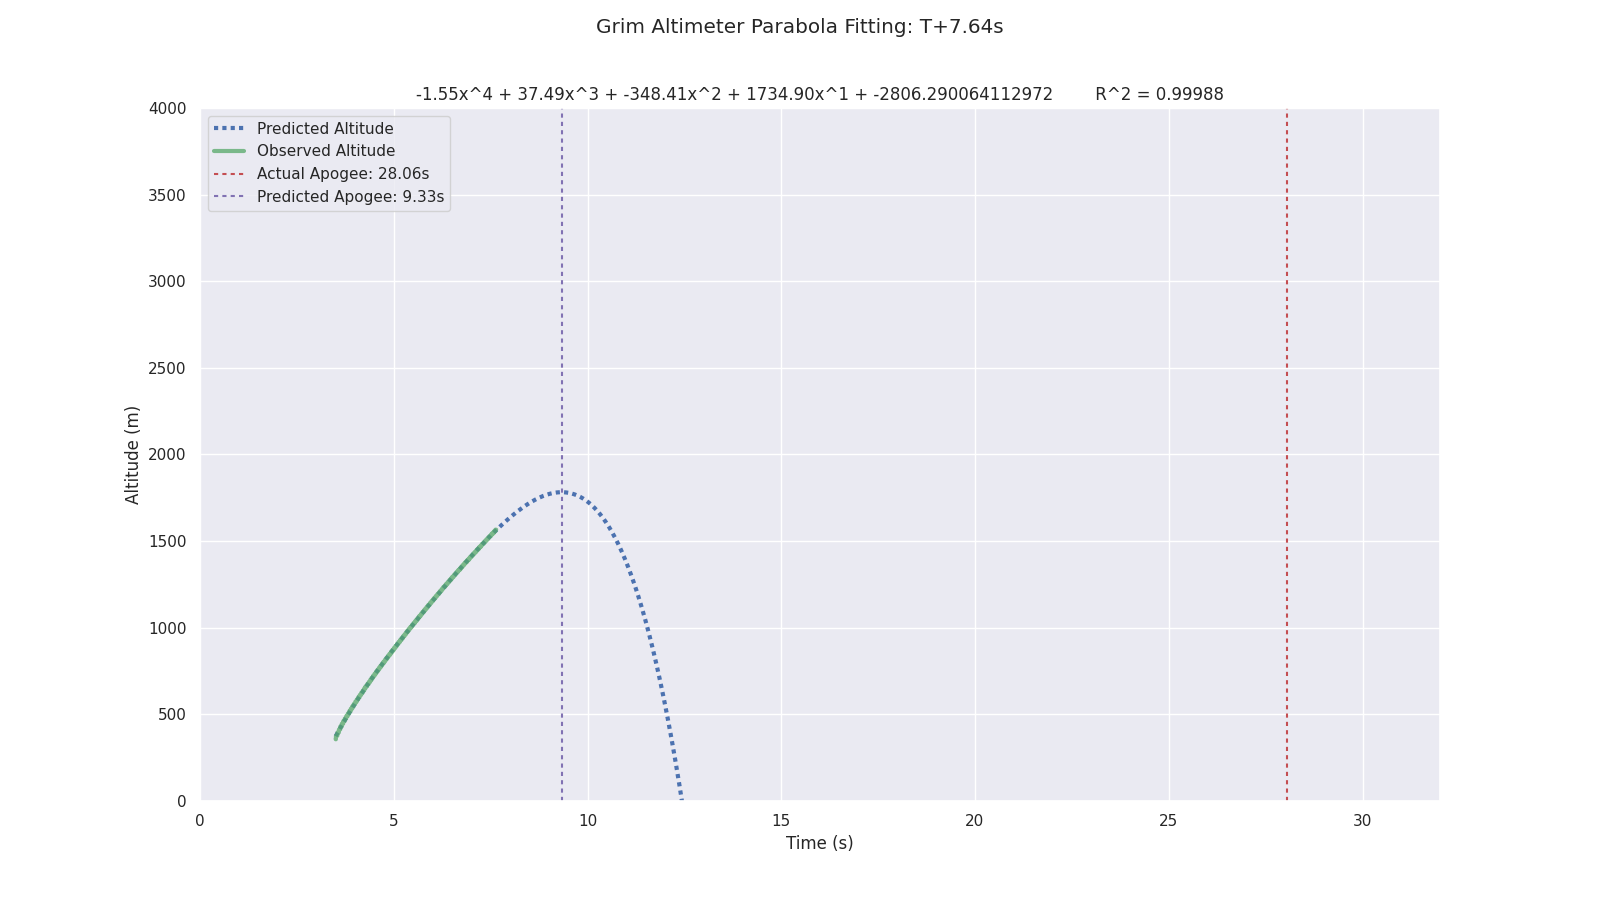 Grim Altimeter Parabola Fitting: T+7.64s
-1.55x^4 + 37.49x^3 + -348.41x^2 + 1734.90x^1 + -2806.290064112972 R^2 = 0.99988
Predicted Altitude
Observed Altitude
Actual Apogee: 28.06s
Predicted Apogee: 9.33s
4000
3500
3000
2500
2000
1500
1000
500
0
Altitude (m)
0 5 10 15 20 25 30
Time (s)